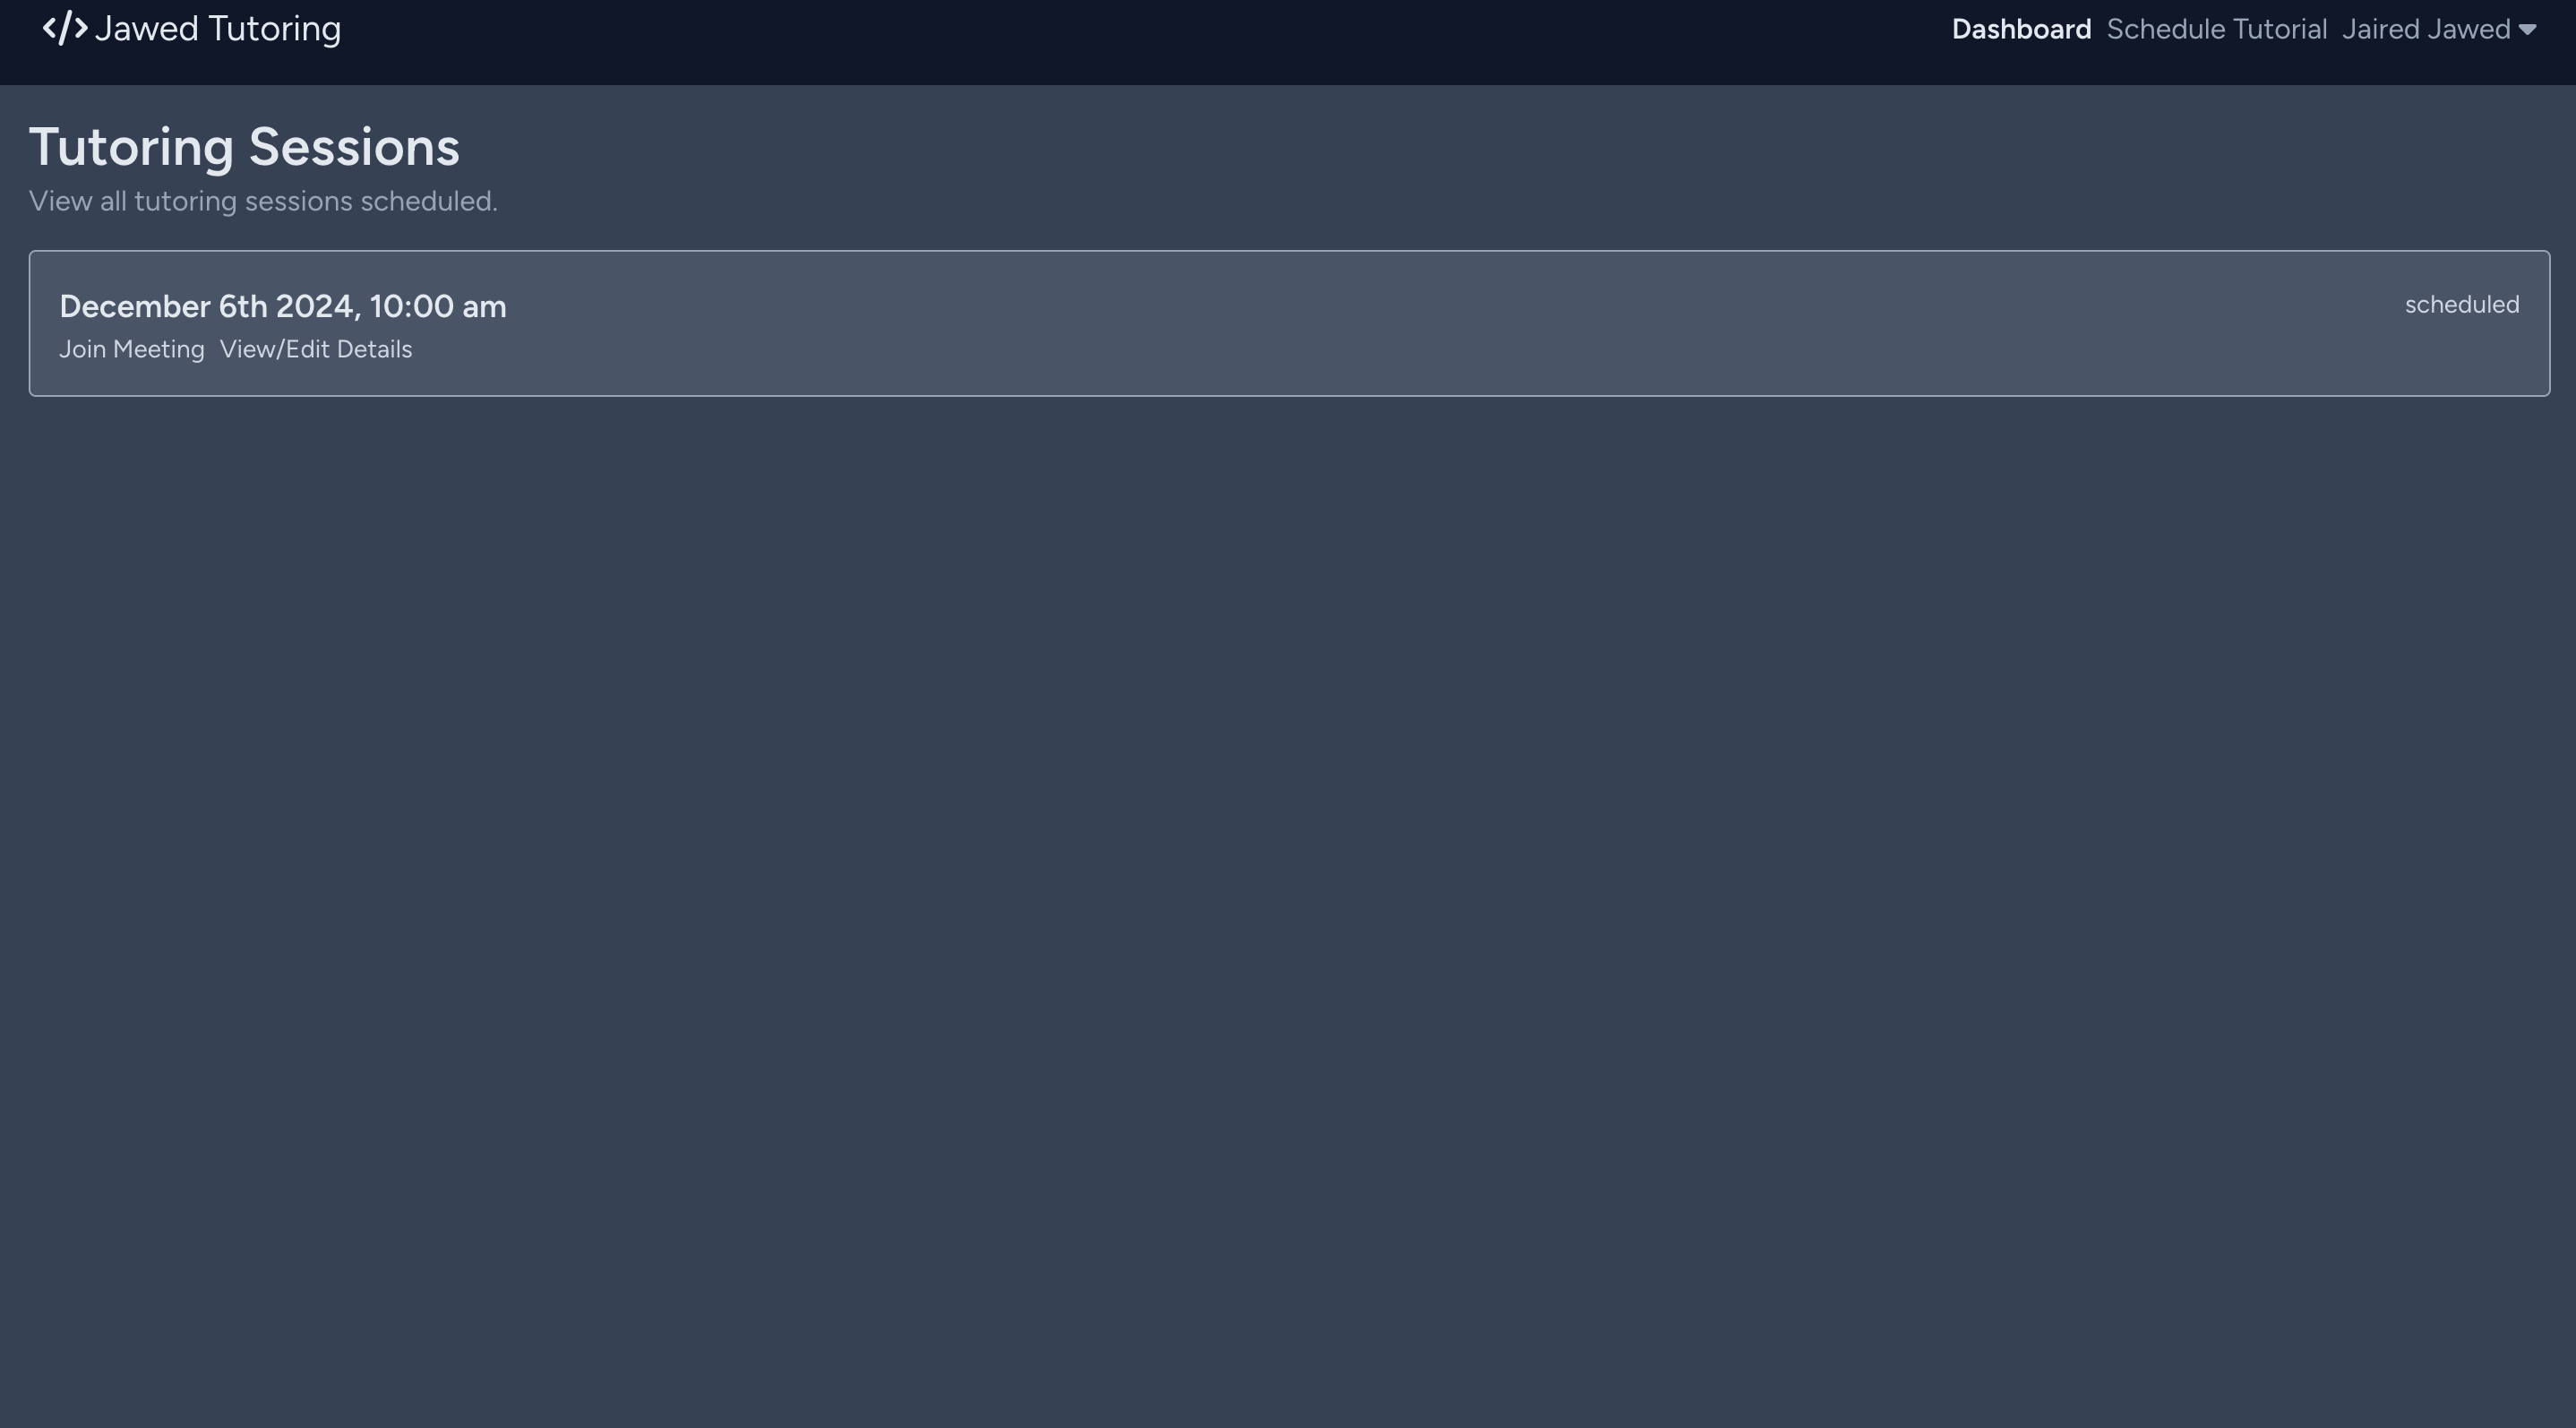 </> Jawed Tutoring
Dashboard Schedule Tutorial Jaired Jawed
Tutoring Sessions
View all tutoring sessions scheduled.
December 6th 2024, 10:00 am
scheduled
Join Meeting View/Edit Details